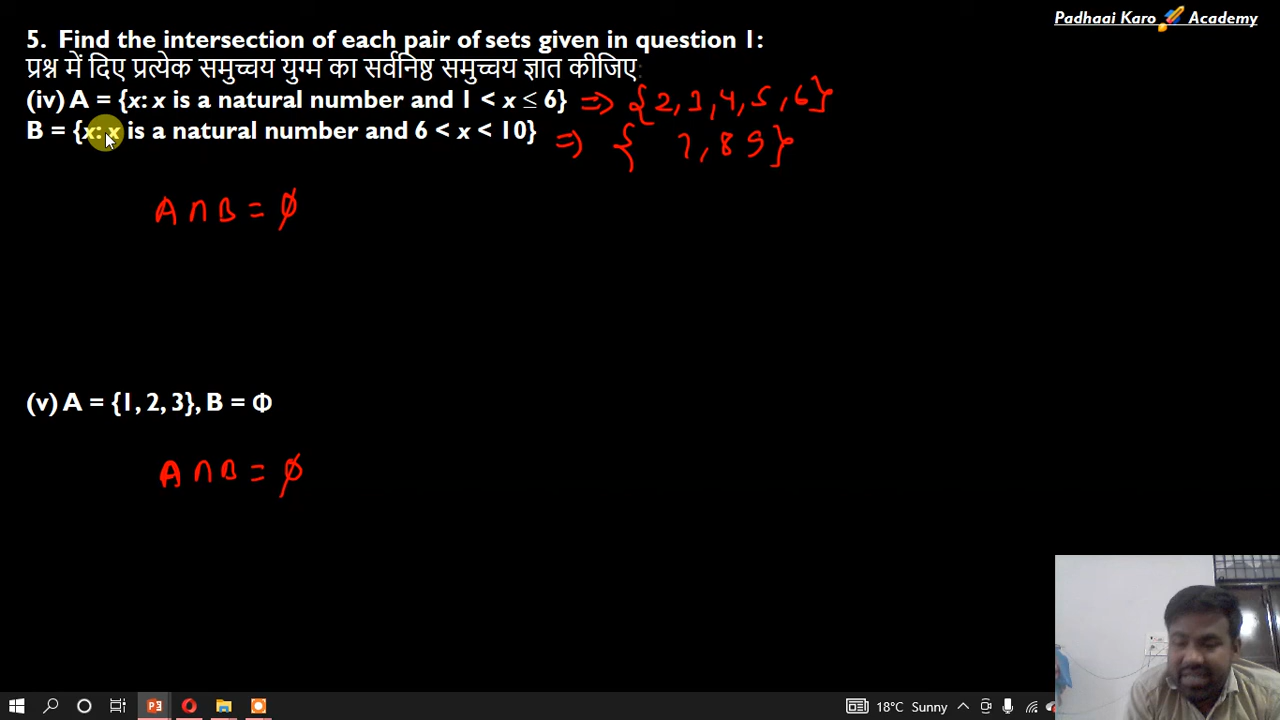 Padhaai Karo Academy
5. Find the intersection of each pair of sets given in question 1:
प्रश्न में दिए प्रत्येक समुच्चय युग्म का सर्वनिष्ठ समुच्चय ज्ञात कीजिए:
(iv) A = {x: x is a natural number and 1 < x ≤ 6} => {2, 3, 4, 5, 6}
B = {x: x is a natural number and 6 < x < 10} => { 7, 8 9}
A ∩ B = ϕ
(v) A = {1, 2, 3}, B = Φ
A ∩ B = ϕ
18°C Sunny